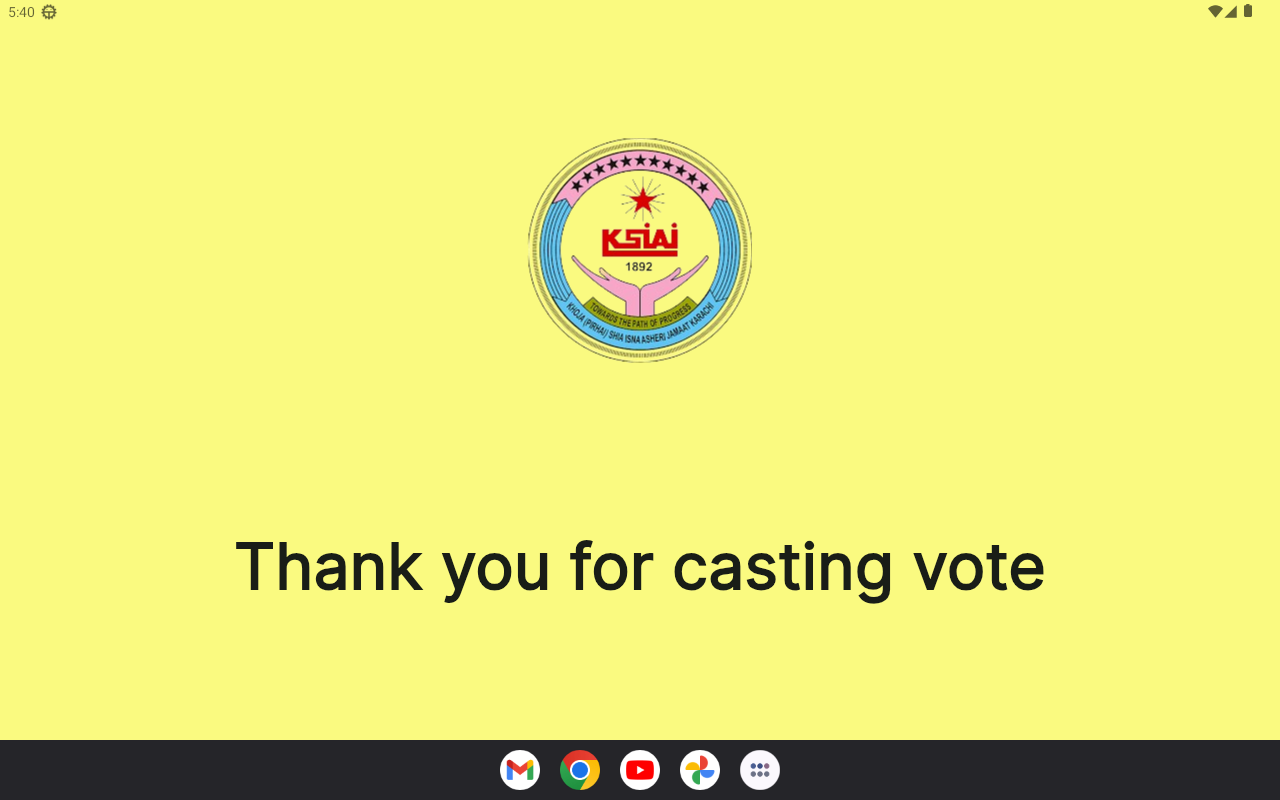 5:40
KSIAJ
1892
TOWARDS THE PATH OF PROGRESS
KHOJA (PIRHAI) SHIA ISNA ASHERI JAMAAT KARACHI
Thank you for casting vote